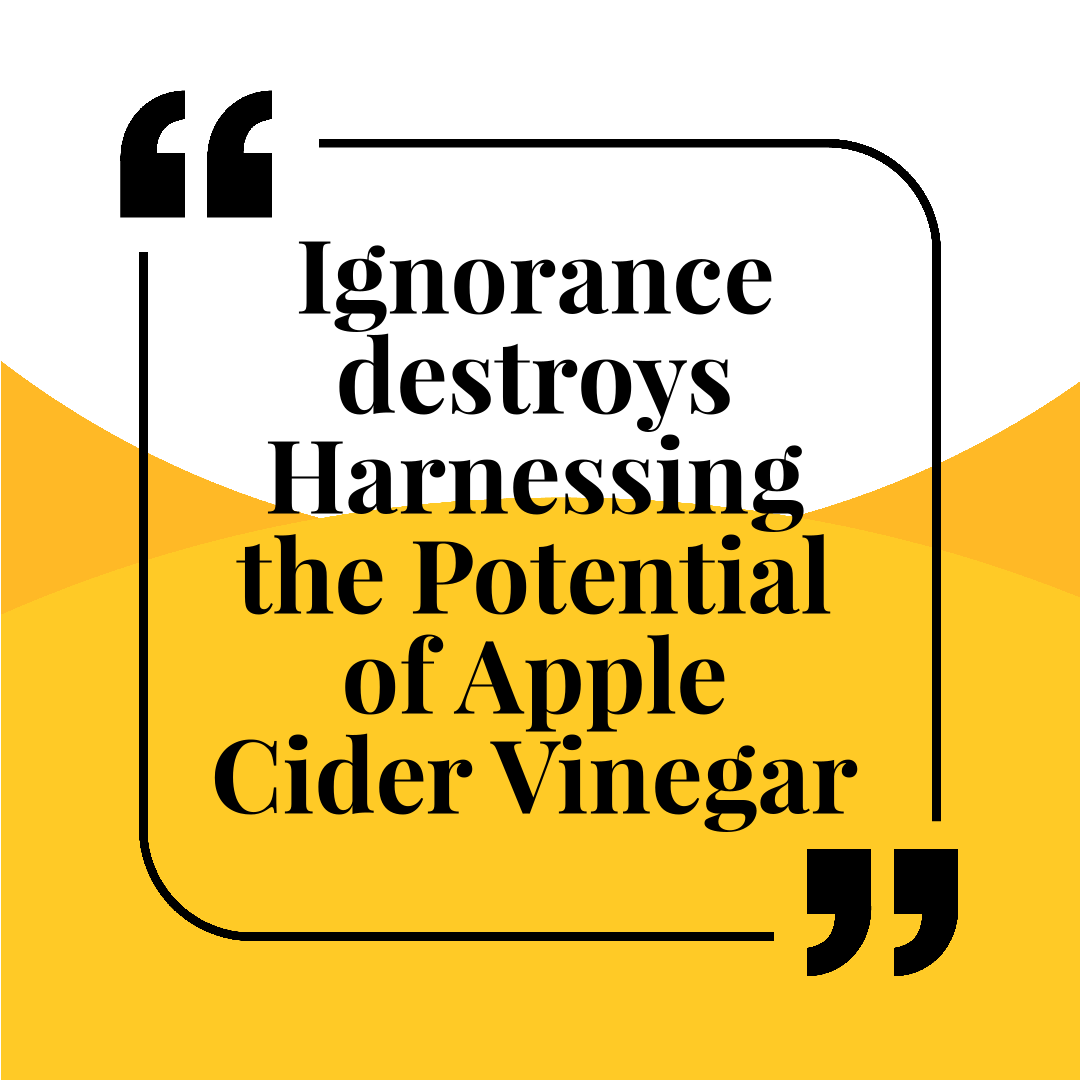 “
Ignorance
destroys
Harnessing
the Potential
of Apple
Cider Vinegar
”